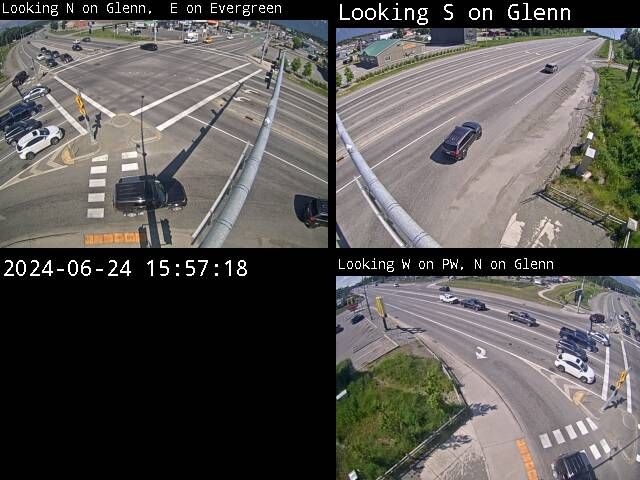 Looking N on Glenn, E on Evergreen
Looking S on Glenn
2024-06-24 15:57:18
Looking W on PW, N on Glenn